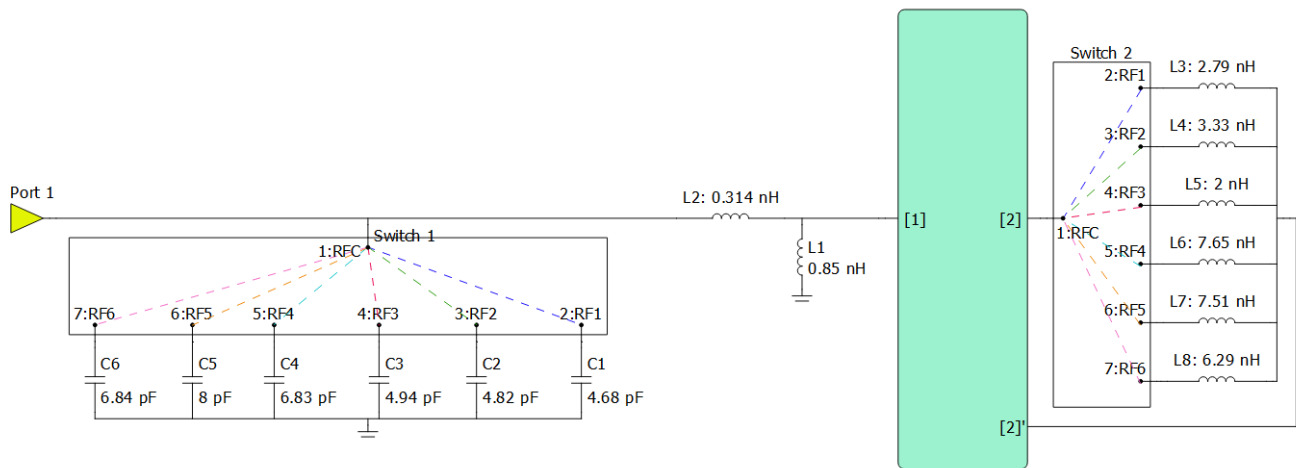 Port 1
Switch 1
1:RFC
7:RF6
6:RF5
5:RF4
4:RF3
3:RF2
2:RF1
C6
6.84 pF
C5
8 pF
C4
6.83 pF
C3
4.94 pF
C2
4.82 pF
C1
4.68 pF
L2: 0.314 nH
L1
0.85 nH
[1]
[2]
[2]'
Switch 2
1:RFC
2:RF1
3:RF2
4:RF3
5:RF4
6:RF5
7:RF6
L3: 2.79 nH
L4: 3.33 nH
L5: 2 nH
L6: 7.65 nH
L7: 7.51 nH
L8: 6.29 nH